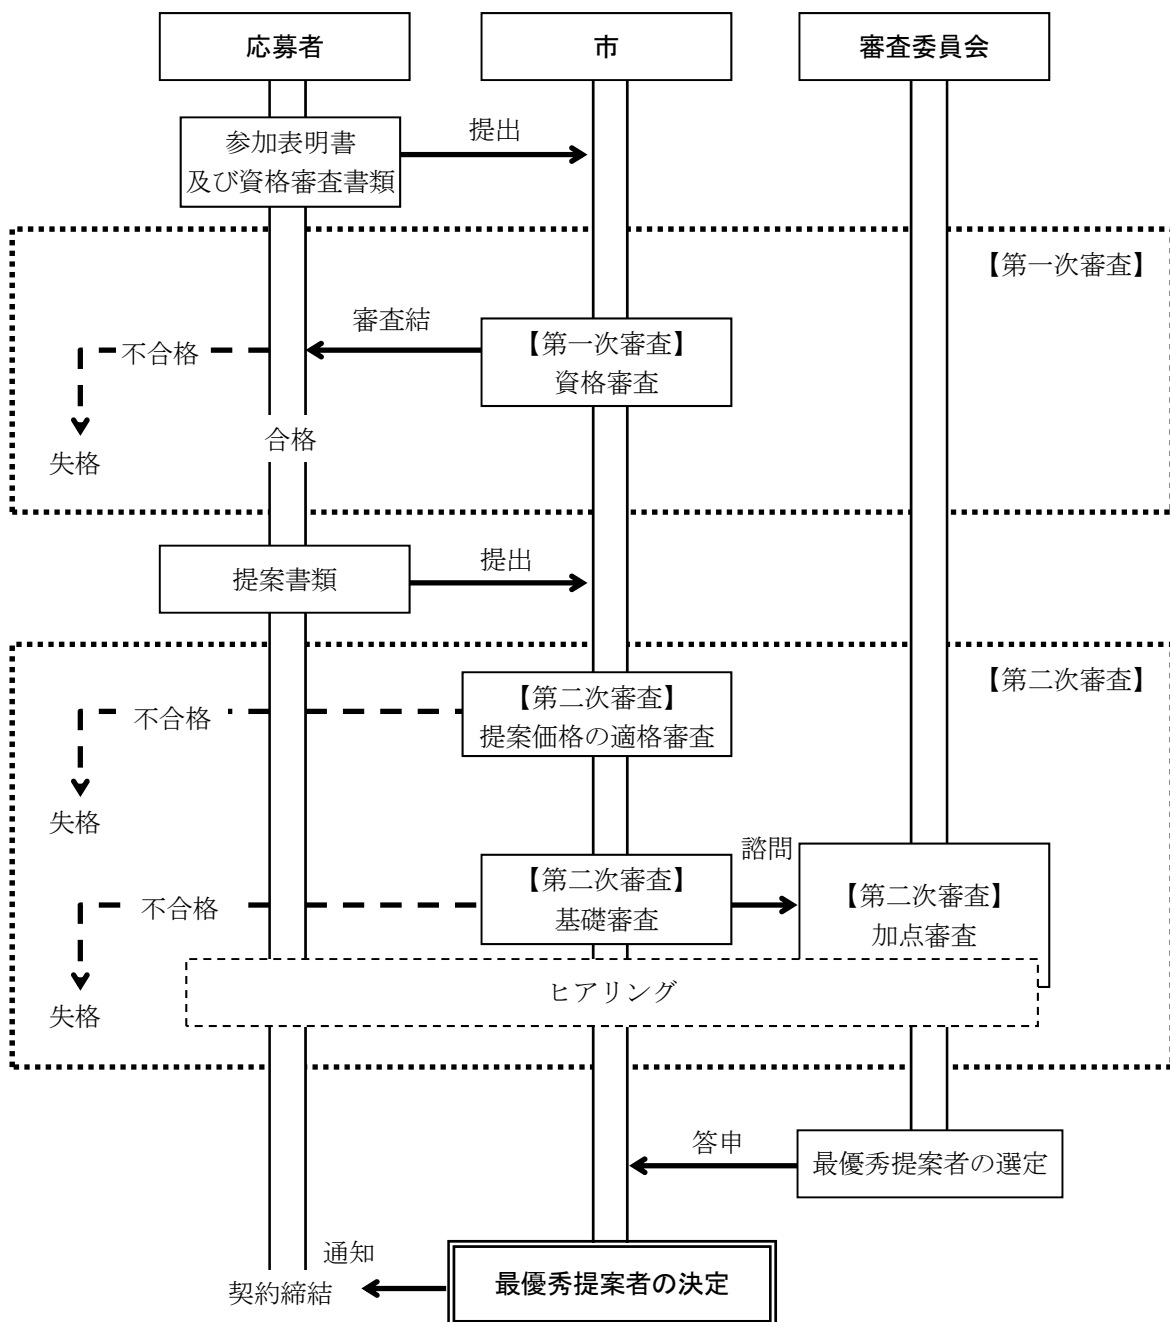 応募者
市
審査委員会
参加表明書
及び資格審査書類
提出
【第一次審査】
審査結
【第一次審査】
資格審査
不合格
失格
合格
提案書類
提出
【第二次審査】
【第二次審査】
提案価格の適格審査
不合格
失格
諮問
【第二次審査】
基礎審査
【第二次審査】
加点審査
不合格
失格
ヒアリング
答申
最優秀提案者の選定
通知
契約締結
最優秀提案者の決定